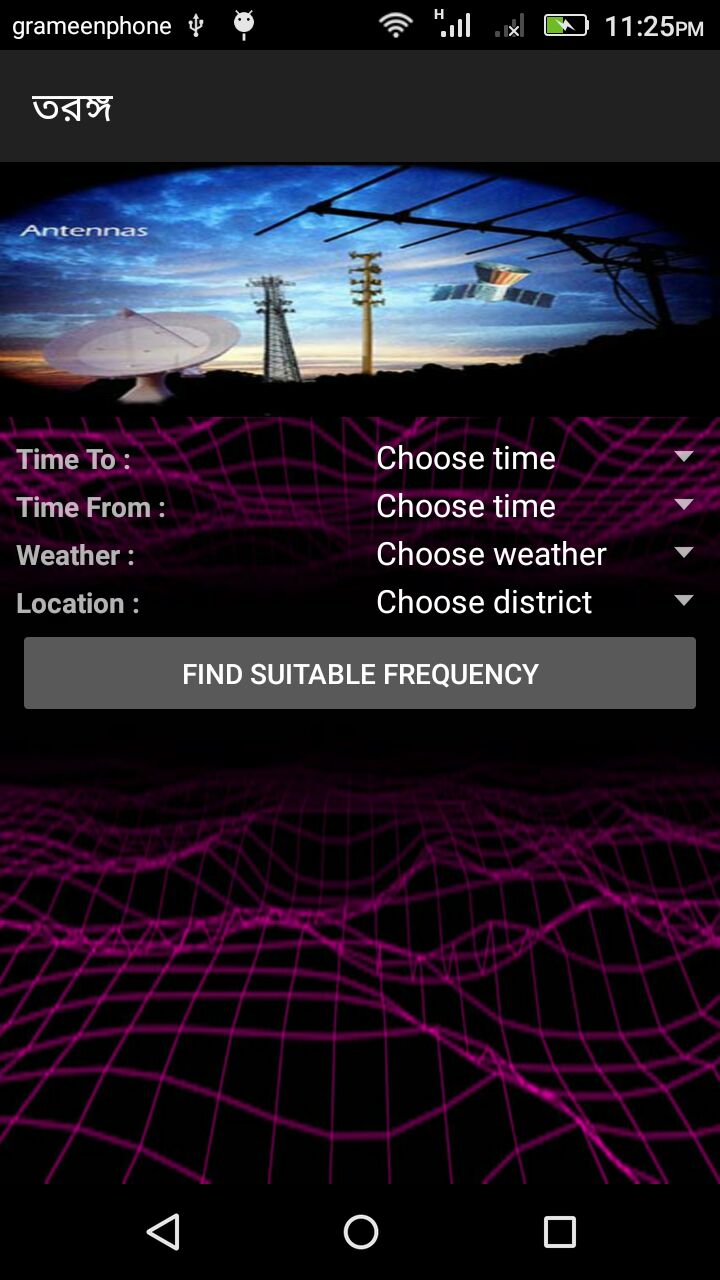 grameenphone H 11:25PM
তরঙ্গ
Antennas
Time To : Choose time
Time From : Choose time
Weather : Choose weather
Location : Choose district
FIND SUITABLE FREQUENCY